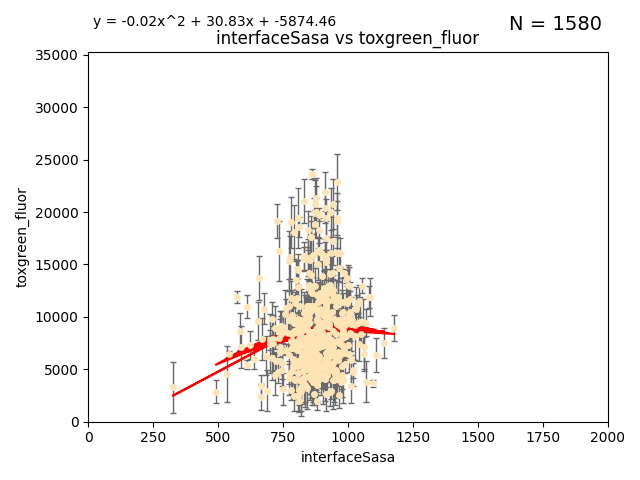 y = -0.02x^2 + 30.83x + -5874.46
N = 1580
interfaceSasa vs toxgreen_fluor
35000
30000
25000
20000
15000
10000
5000
0
toxgreen_fluor
0 250 500 750 1000 1250 1500 1750 2000
interfaceSasa